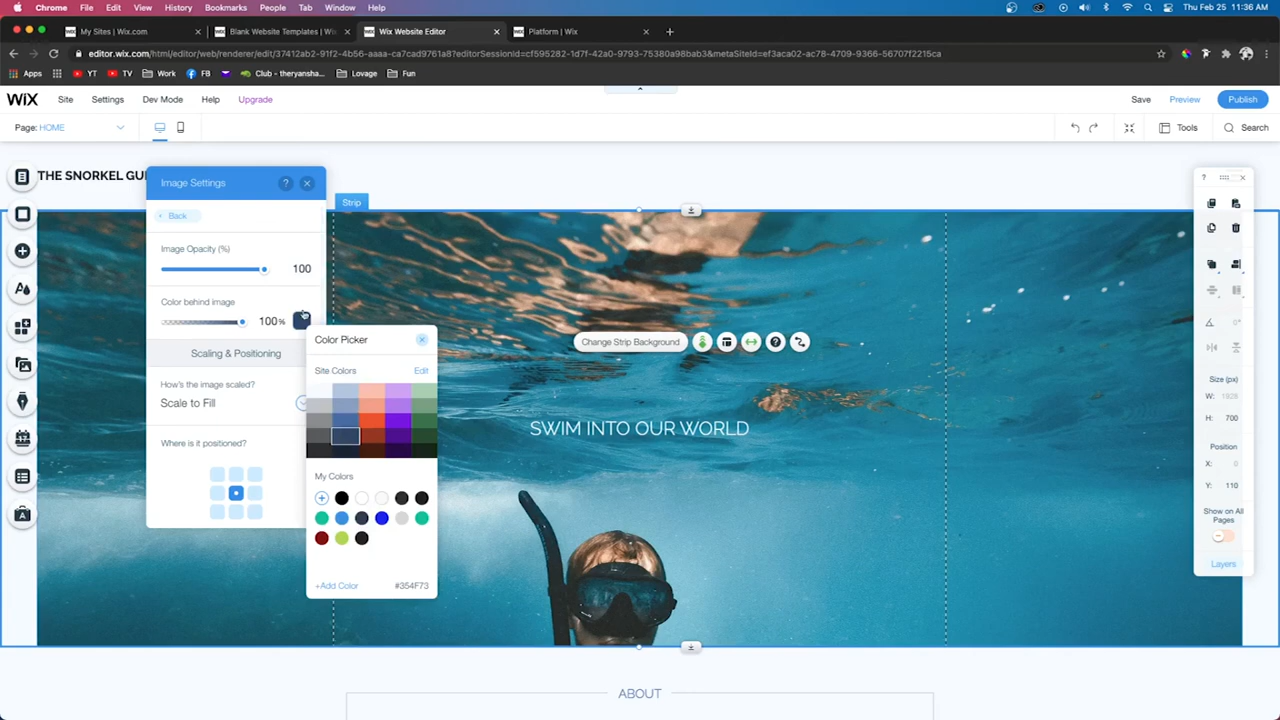 Chrome File Edit View History Bookmarks People Tab Window Help Thu Feb 25 11:36 AM
My Sites | Wix.com Blank Website Templates | Wix Wix Website Editor Platform | Wix
editor.wix.com/html/editor/web/renderer/edit/37412ab2-91f2-4b56-aaaa-ca7cad9761a8?editorSessionId=cf595282-1d7f-42a0-9793-75380a98bab3&metaSiteId=ef3aca02-ac78-4709-9366-56767f2215ca
Apps YT TV Work FB Club - theryansha... Lovage Fun
WiX Site Settings Dev Mode Help Upgrade Save Preview Publish
Page: HOME Tools Search
THE SNORKEL
Image Settings ?
Strip
Back
Image Opacity (%)
100
Color behind image
100%
Color Picker
Change Strip Background
Scaling & Positioning
Site Colors Edit
How's the image scaled?
Scale to Fill
SWIM INTO OUR WORLD
Where is it positioned?
My Colors
+Add Color #354F73
?
0°
Size (px)
W: 1926
H: 700
Position
X: 0
Y: 110
Show on All
Pages
Layers
ABOUT